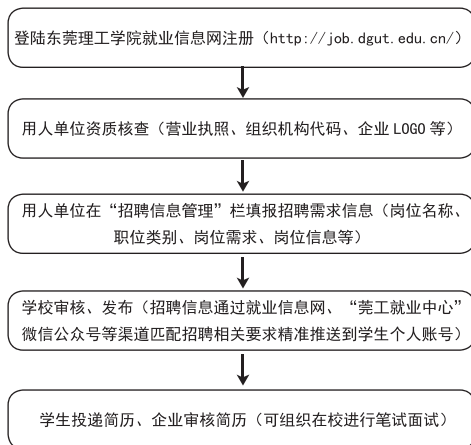 登陆东莞理工学院就业信息网注册（http://job.dgut.edu.cn/）
用人单位资质核查（营业执照、组织机构代码、企业 LOGO 等）
用人单位在“招聘信息管理”栏填报招聘需求信息（岗位名称、
职位类别、岗位需求、岗位信息等）
学校审核、发布（招聘信息通过就业信息网、“莞工就业中心”
微信公众号等渠道匹配招聘相关要求精准推送到学生个人账号）
学生投递简历、企业审核简历（可组织在校进行笔试面试）